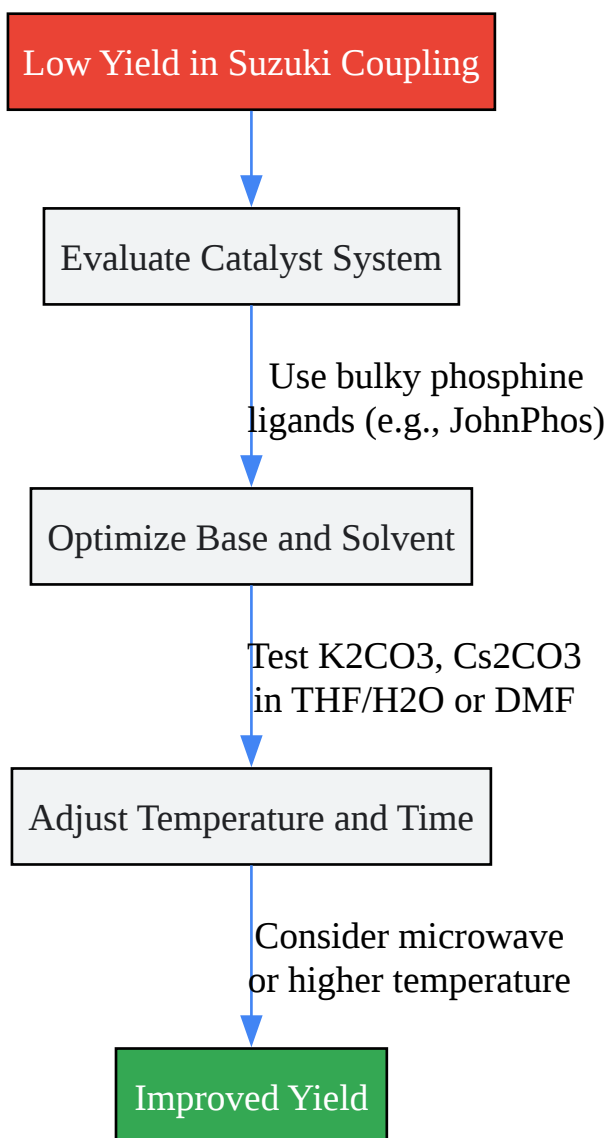 Low Yield in Suzuki Coupling
Evaluate Catalyst System
Use bulky phosphine
ligands (e.g., JohnPhos)
Optimize Base and Solvent
Test K2CO3, Cs2CO3
in THF/H2O or DMF
Adjust Temperature and Time
Consider microwave
or higher temperature
Improved Yield